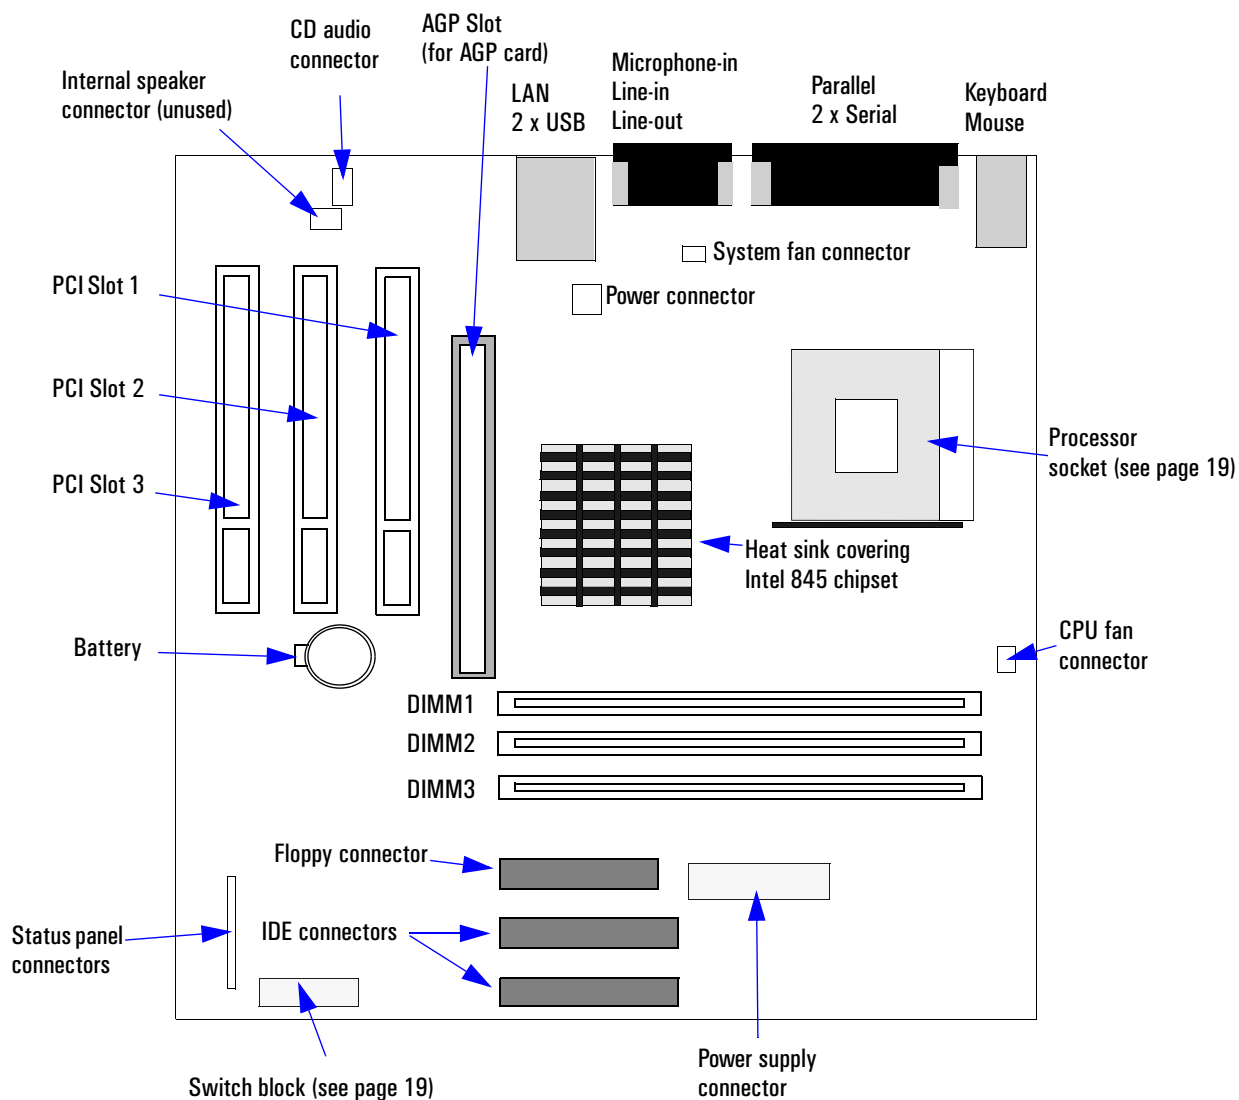 CD audio
connector
AGP Slot
(for AGP card)
Internal speaker
connector (unused)
LAN
2 x USB
Microphone-in
Line-in
Line-out
Parallel
2 x Serial
Keyboard
Mouse
System fan connector
Power connector
PCI Slot 1
PCI Slot 2
PCI Slot 3
Processor
socket (see page 19)
Heat sink covering
Intel 845 chipset
Battery
CPU fan
connector
DIMM1
DIMM2
DIMM3
Floppy connector
IDE connectors
Status panel
connectors
Switch block (see page 19)
Power supply
connector